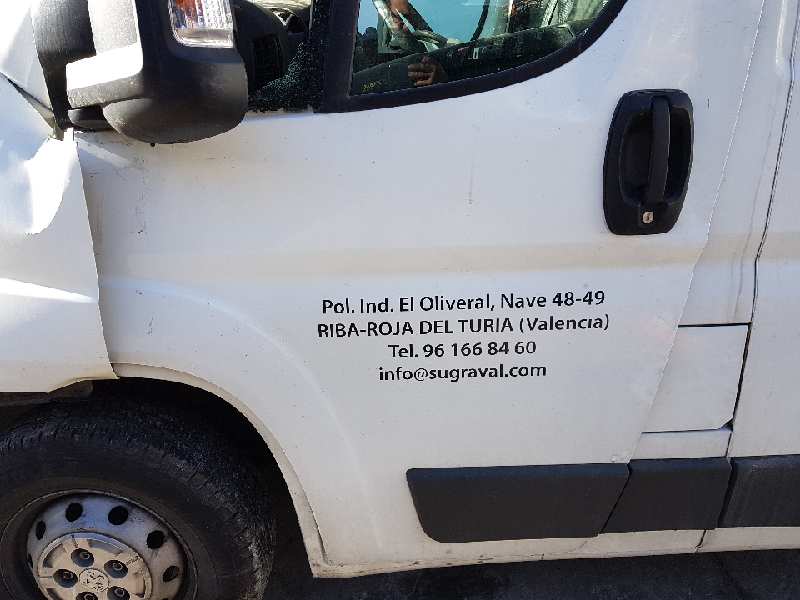 Pol. Ind. El Oliveral, Nave 48-49
RIBA-ROJA DEL TURIA (Valencia)
Tel. 96 166 84 60
info@sugraval.com